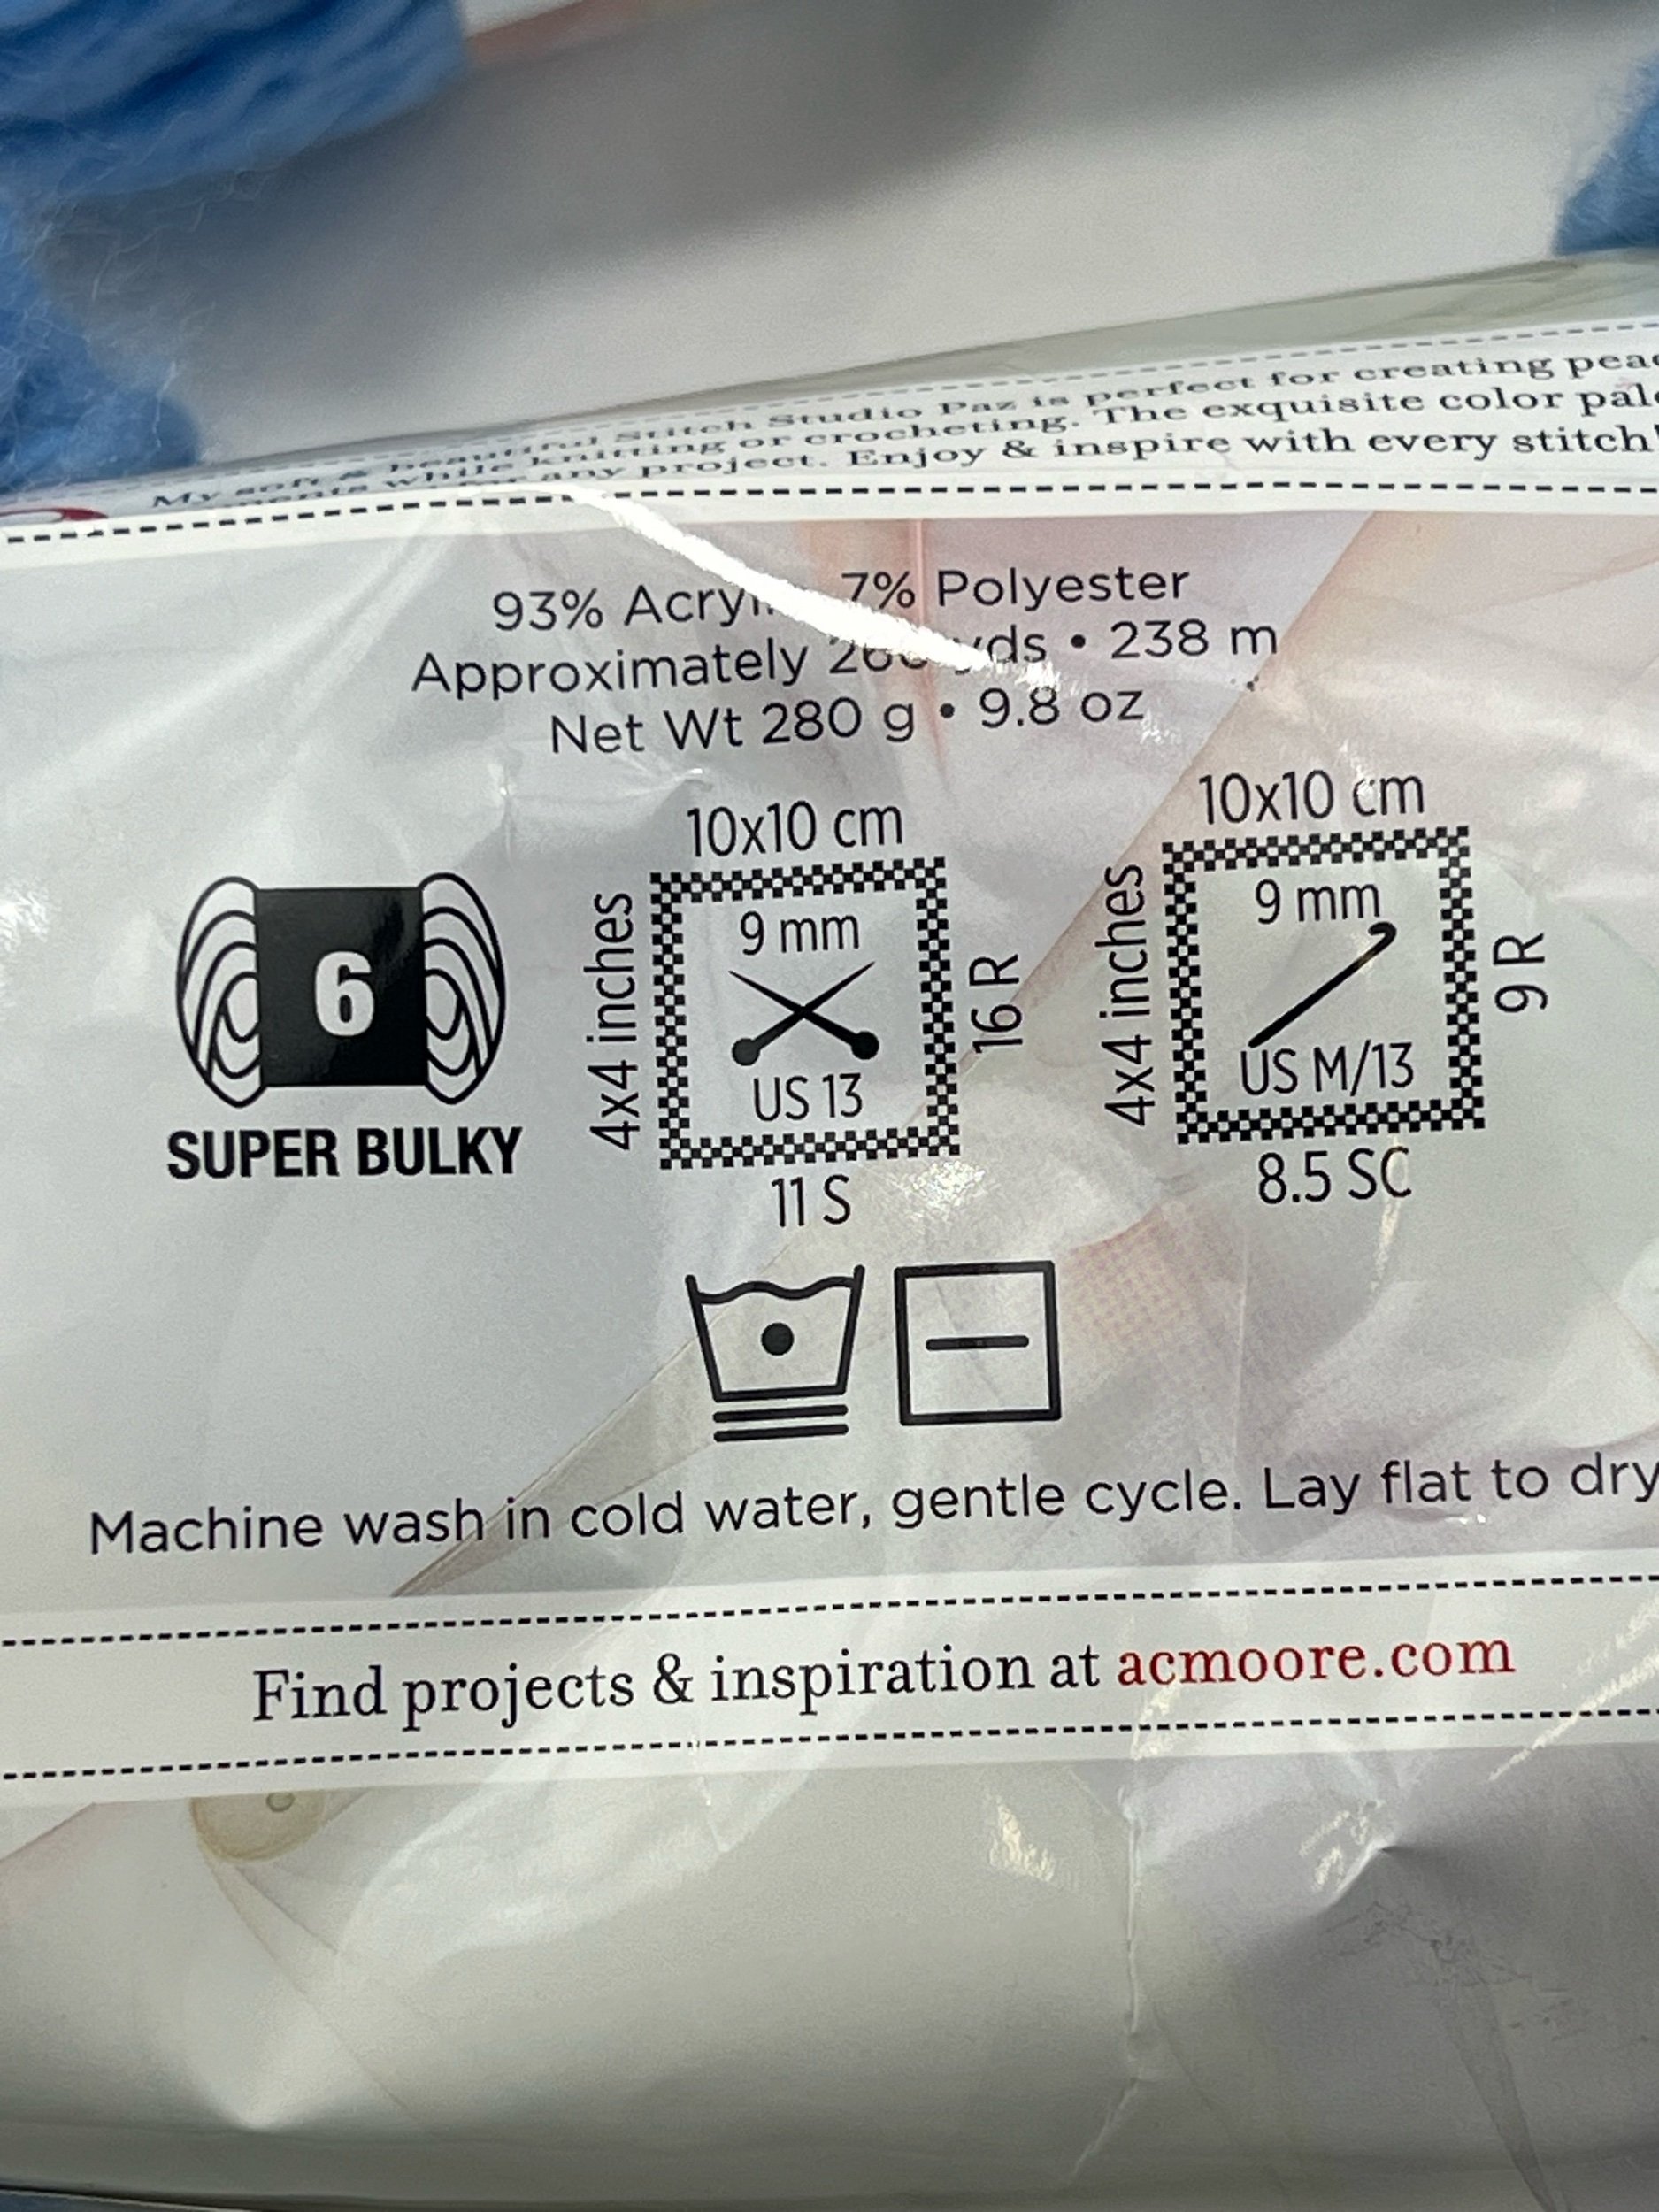 My soft & beautiful Stitch Studio Paz is perfect for creating peac
ments while knitting or crocheting. The exquisite color pale
for any project. Enjoy & inspire with every stitch!
93% 7% Polyester
Approximately yds • 238 m
Net Wt 280 g • 9.8 oz
6
SUPER BULKY
10x10 cm
4x4 inches
9 mm
US 13
16 R
11 S
10x10 cm
4x4 inches
9 mm
US M/13
9 R
8.5 SC
Machine wash in cold water, gentle cycle. Lay flat to dry
Find projects & inspiration at acmoore.com